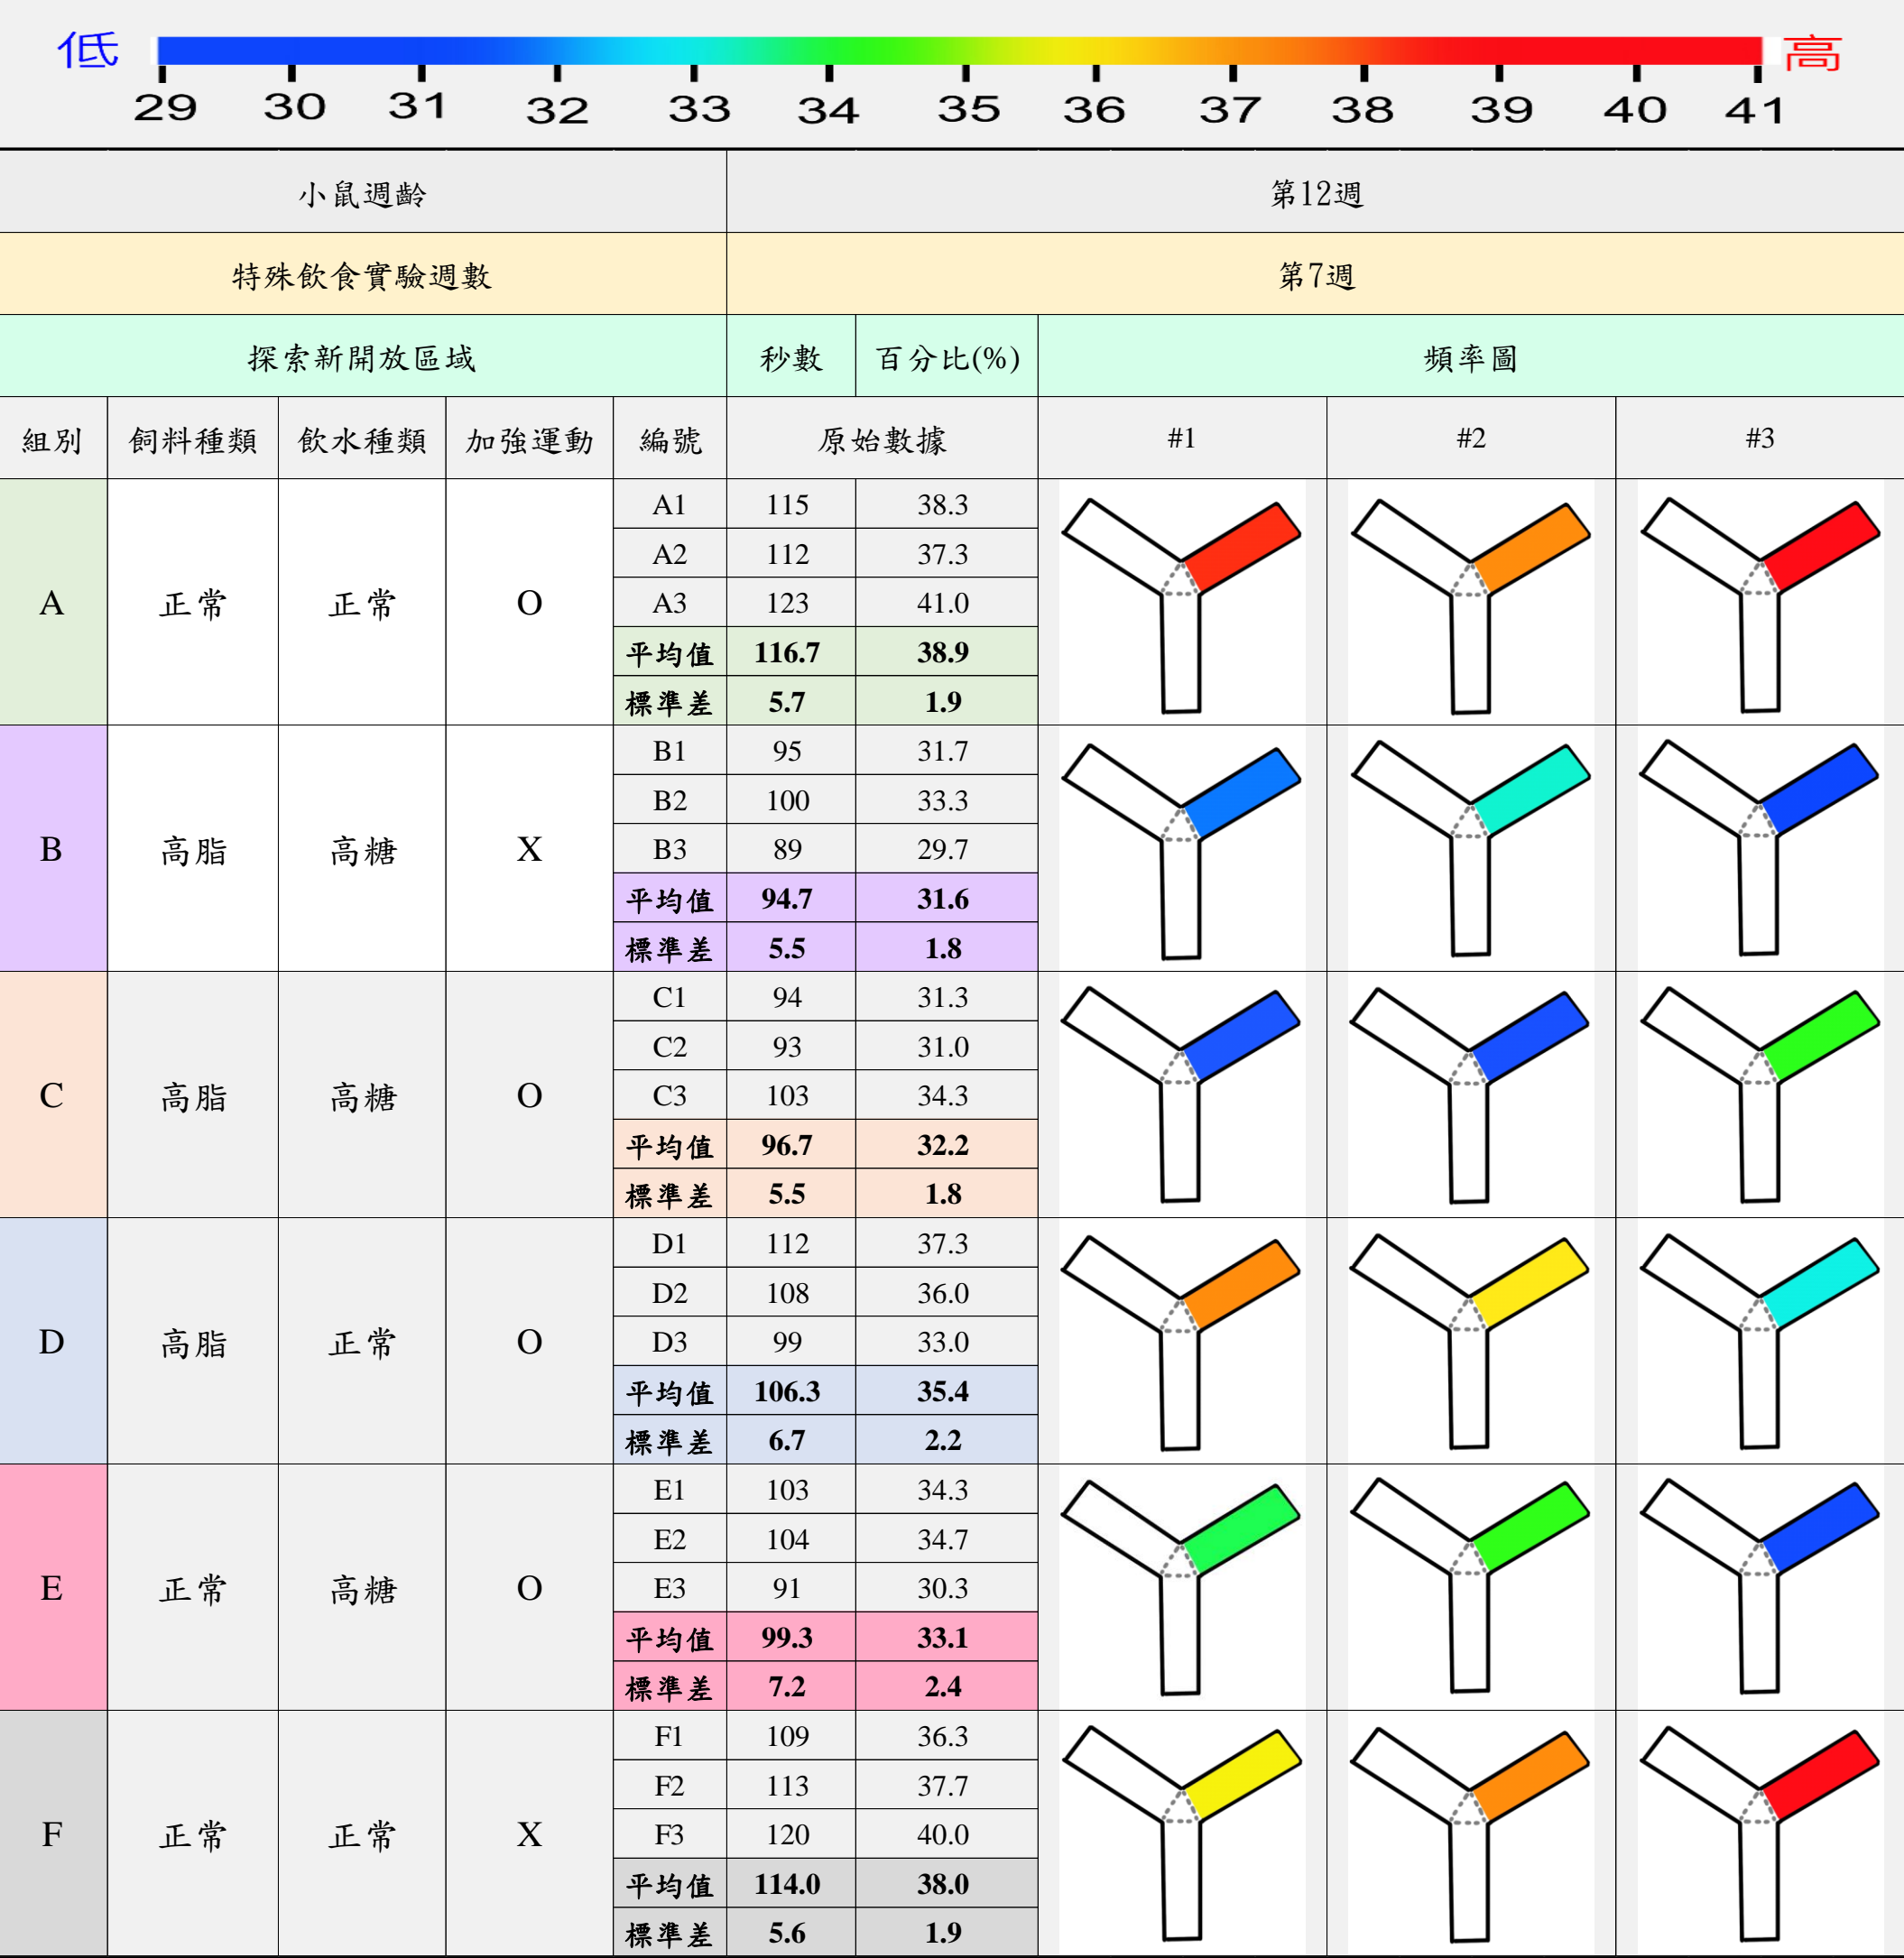 低 高
29 30 31 32 33 34 35 36 37 38 39 40 41
小鼠週齡 第12週
特殊飲食實驗週數 第7週
探索新開放區域 秒數 百分比(%) 頻率圖
組別 飼料種類 飲水種類 加強運動 編號 原始數據 #1 #2 #3
A 正常 正常 O
A1 115 38.3
A2 112 37.3
A3 123 41.0
平均值 116.7 38.9
標準差 5.7 1.9
B 高脂 高糖 X
B1 95 31.7
B2 100 33.3
B3 89 29.7
平均值 94.7 31.6
標準差 5.5 1.8
C 高脂 高糖 O
C1 94 31.3
C2 93 31.0
C3 103 34.3
平均值 96.7 32.2
標準差 5.5 1.8
D 高脂 正常 O
D1 112 37.3
D2 108 36.0
D3 99 33.0
平均值 106.3 35.4
標準差 6.7 2.2
E 正常 高糖 O
E1 103 34.3
E2 104 34.7
E3 91 30.3
平均值 99.3 33.1
標準差 7.2 2.4
F 正常 正常 X
F1 109 36.3
F2 113 37.7
F3 120 40.0
平均值 114.0 38.0
標準差 5.6 1.9